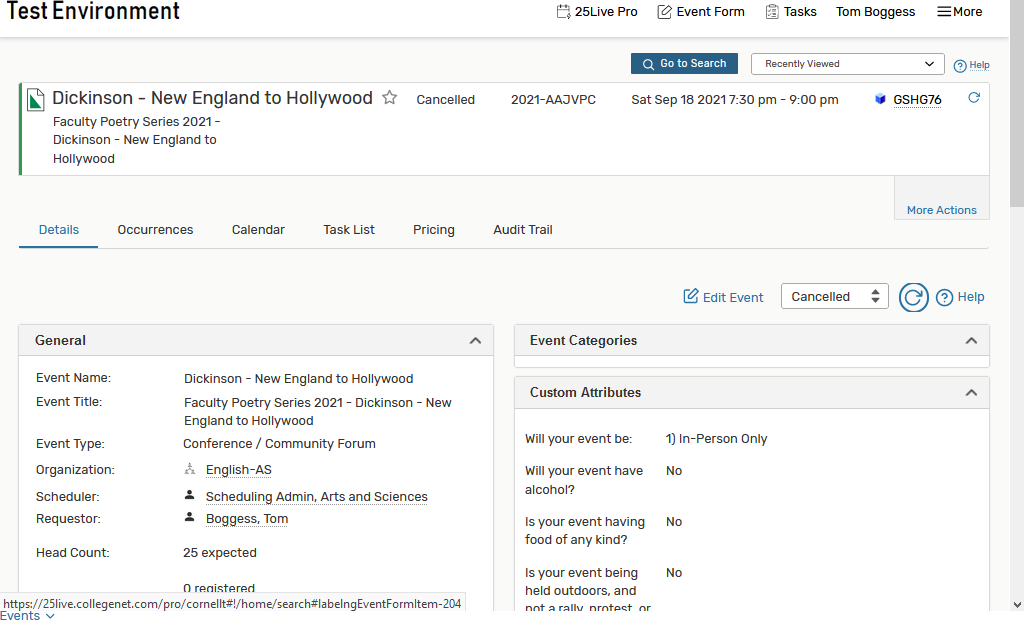 Test Environment
25Live Pro Event Form Tasks Tom Boggess More
Go to Search Recently Viewed Help
Dickinson - New England to Hollywood Cancelled 2021-AAJVPC Sat Sep 18 2021 7:30 pm - 9:00 pm GSHG76
Faculty Poetry Series 2021 -
Dickinson - New England to
Hollywood
More Actions
Details Occurrences Calendar Task List Pricing Audit Trail
Edit Event Cancelled Help
General
Event Name: Dickinson - New England to Hollywood
Event Title: Faculty Poetry Series 2021 - Dickinson - New
England to Hollywood
Event Type: Conference / Community Forum
Organization: English-AS
Scheduler: Scheduling Admin, Arts and Sciences
Requestor: Boggess, Tom
Head Count: 25 expected
0 registered
Event Categories
Custom Attributes
Will your event be: 1) In-Person Only
Will your event have No
alcohol?
Is your event having No
food of any kind?
Is your event being No
held outdoors, and
not a rally, protest, or
https://25live.collegenet.com/pro/cornellt#!/home/search#labelngEventFormItem-204
Events